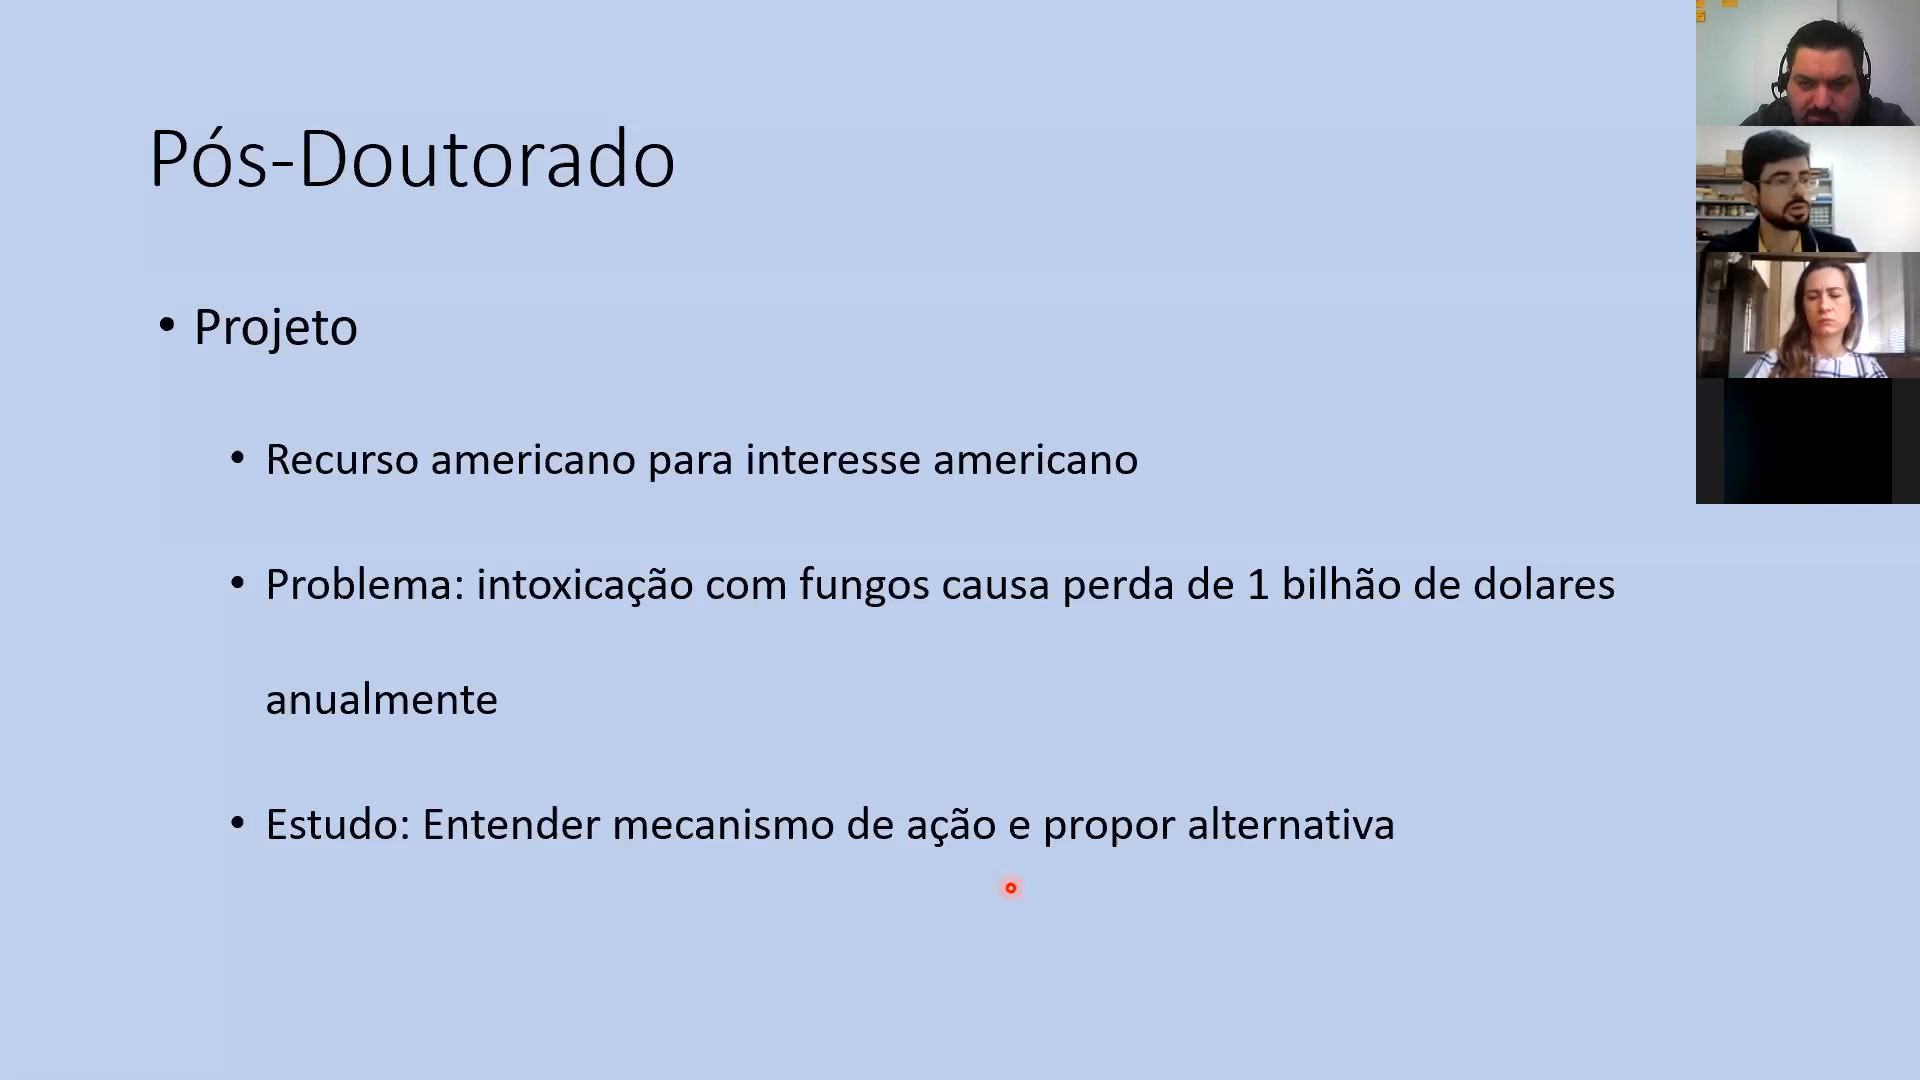 Pós-Doutorado
• Projeto
• Recurso americano para interesse americano
• Problema: intoxicação com fungos causa perda de 1 bilhão de dolares
anualmente
• Estudo: Entender mecanismo de ação e propor alternativa